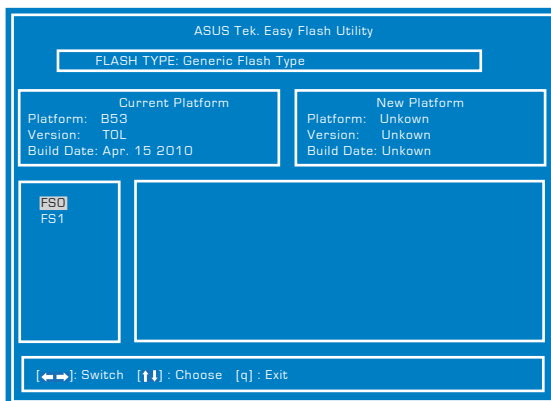 ASUS Tek. Easy Flash Utility
FLASH TYPE: Generic Flash Type
Current Platform
Platform: B53
Version: TOL
Build Date: Apr. 15 2010
New Platform
Platform: Unkown
Version: Unkown
Build Date: Unkown
FS0
FS1
[⬅➡]: Switch [⬆⬇] : Choose [q] : Exit